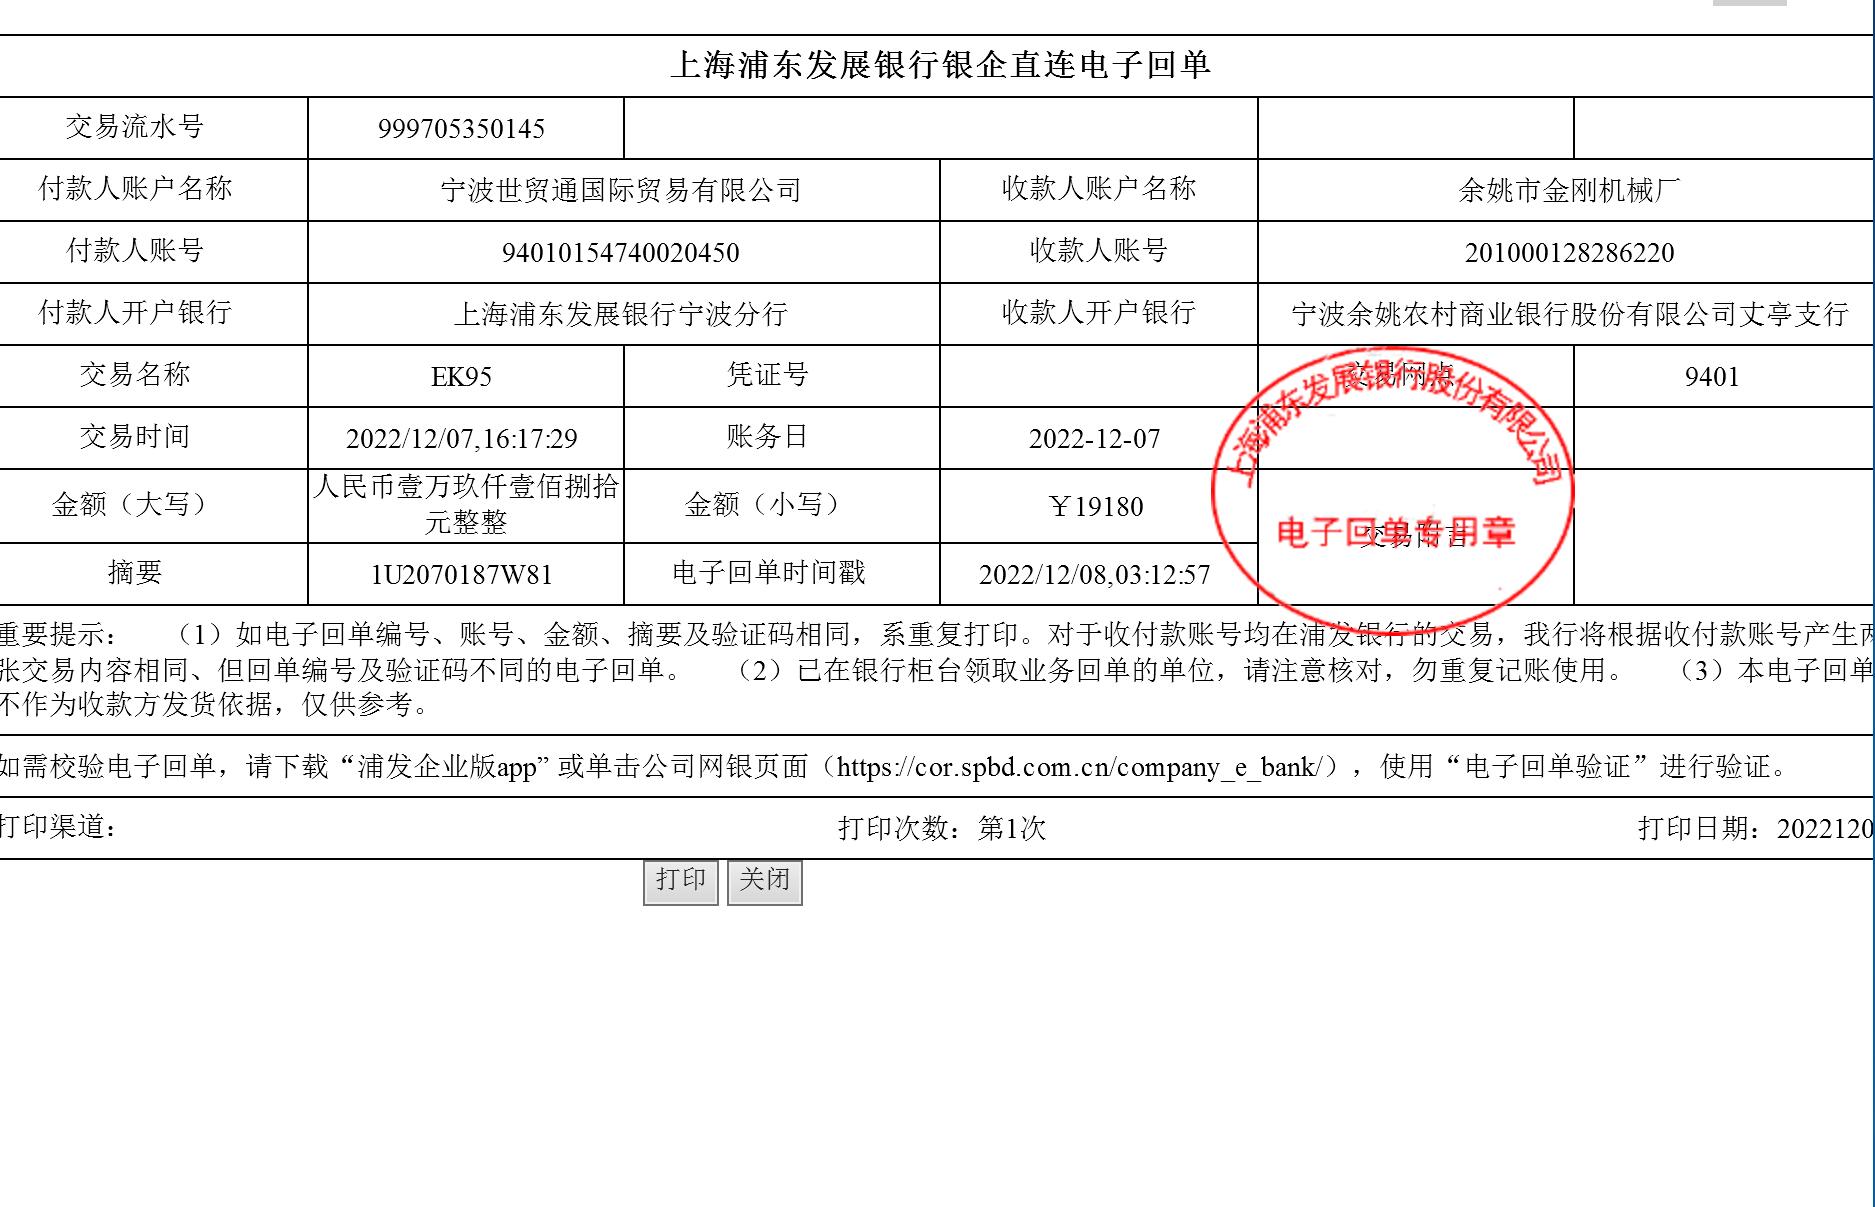 上海浦东发展银行银企直连电子回单
交易流水号 999705350145
付款人账户名称 宁波世贸通国际贸易有限公司 收款人账户名称 余姚市金刚机械厂
付款人账号 94010154740020450 收款人账号 201000128286220
付款人开户银行 上海浦东发展银行宁波分行 收款人开户银行 宁波余姚农村商业银行股份有限公司丈亭支行
交易名称 EK95 凭证号 交易网点 9401
交易时间 2022/12/07,16:17:29 账务日 2022-12-07
上海浦东发展银行股份有限公司
人民币壹万玖仟壹佰捌拾
金额（大写） 金额（小写） ￥19180
元整整
电子回单专用章
交易附言
摘要 1U2070187W81 电子回单时间戳 2022/12/08,03:12:57
重要提示： （1）如电子回单编号、账号、金额、摘要及验证码相同，系重复打印。对于收付款账号均在浦发银行的交易，我行将根据收付款账号产生两
张交易内容相同、但回单编号及验证码不同的电子回单。 （2）已在银行柜台领取业务回单的单位，请注意核对，勿重复记账使用。 （3）本电子回单
不作为收款方发货依据，仅供参考。
如需校验电子回单，请下载“浦发企业版app” 或单击公司网银页面（https://cor.spbd.com.cn/company_e_bank/），使用“电子回单验证”进行验证。
打印渠道： 打印次数：第1次 打印日期：2022120
打印 关闭